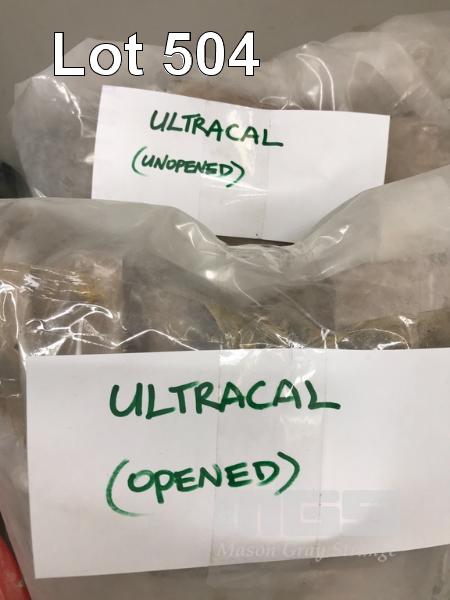 Lot 504
ULTRACAL
(UNOPENED)
ULTRACAL
(OPENED)
MGS
Mason Gray Strange